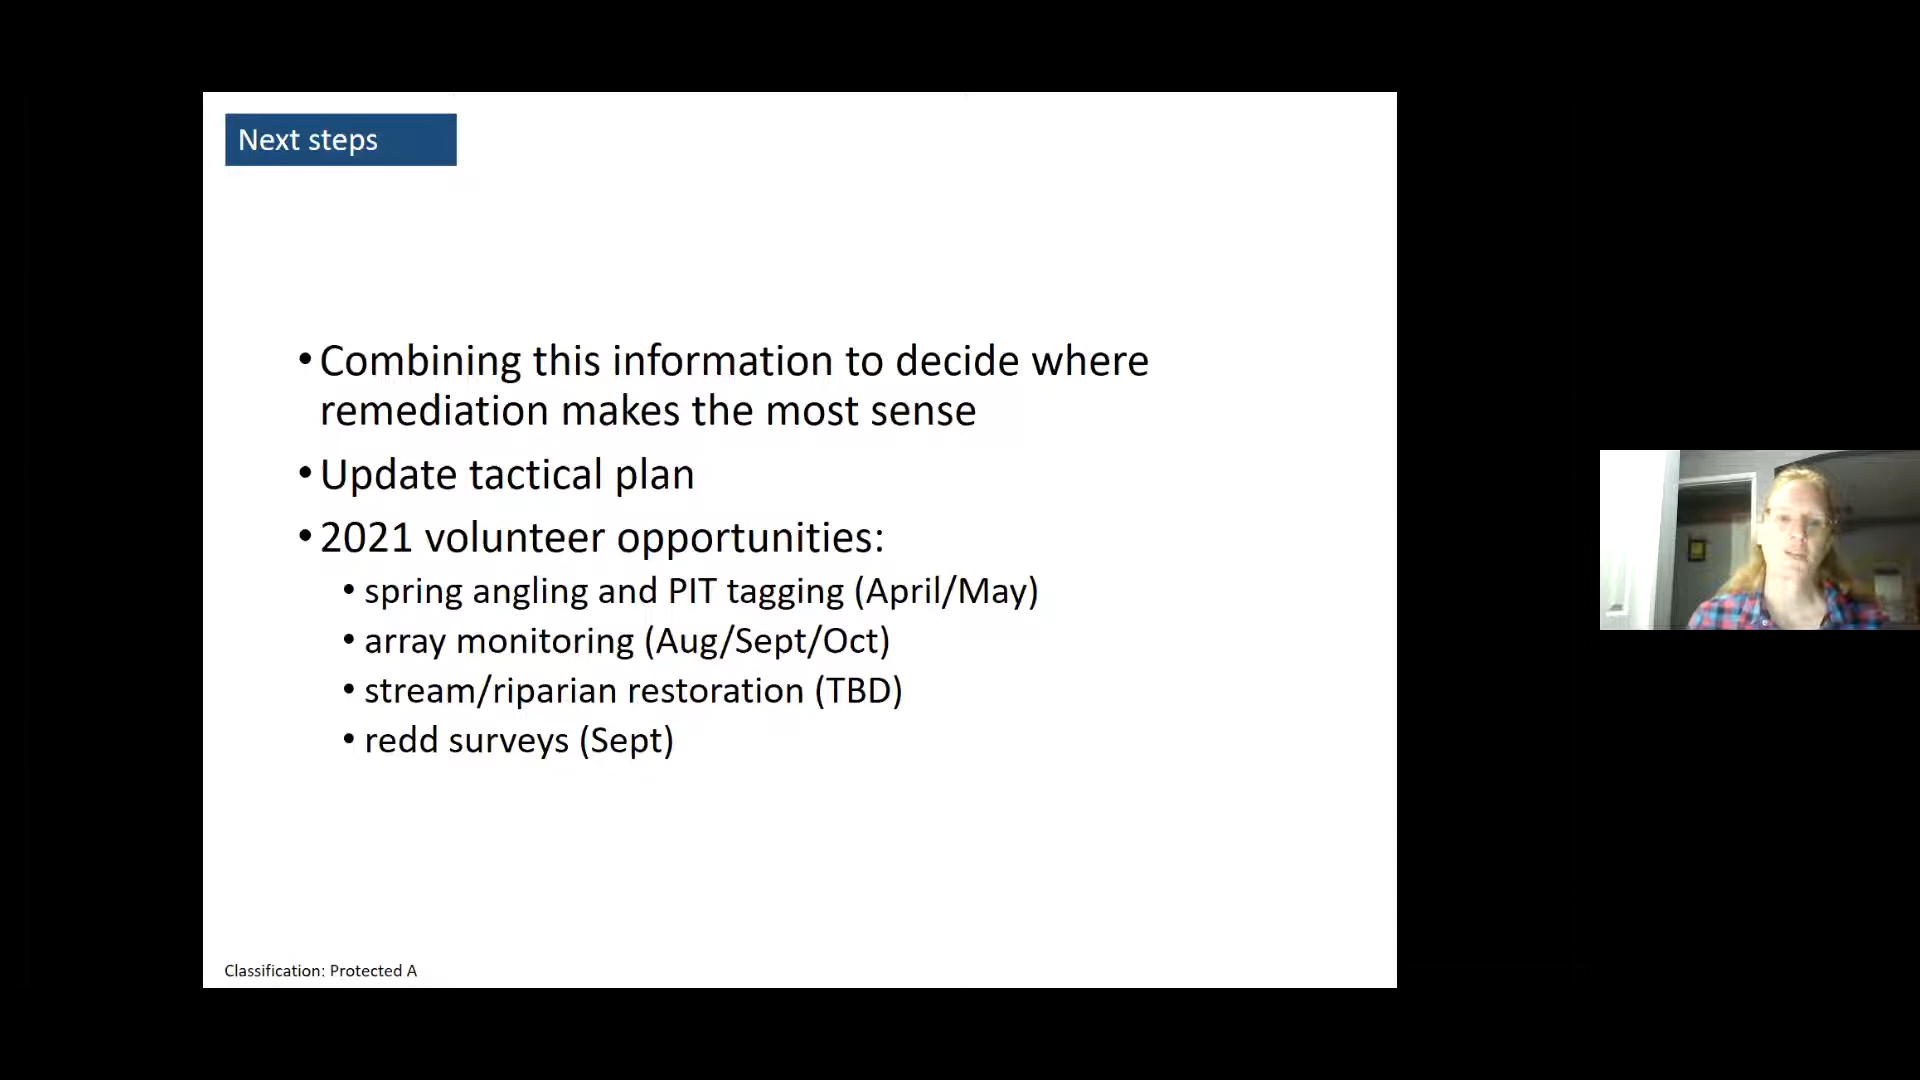 Next steps
•Combining this information to decide where
remediation makes the most sense
•Update tactical plan
•2021 volunteer opportunities:
•spring angling and PIT tagging (April/May)
•array monitoring (Aug/Sept/Oct)
•stream/riparian restoration (TBD)
•redd surveys (Sept)
Classification: Protected A